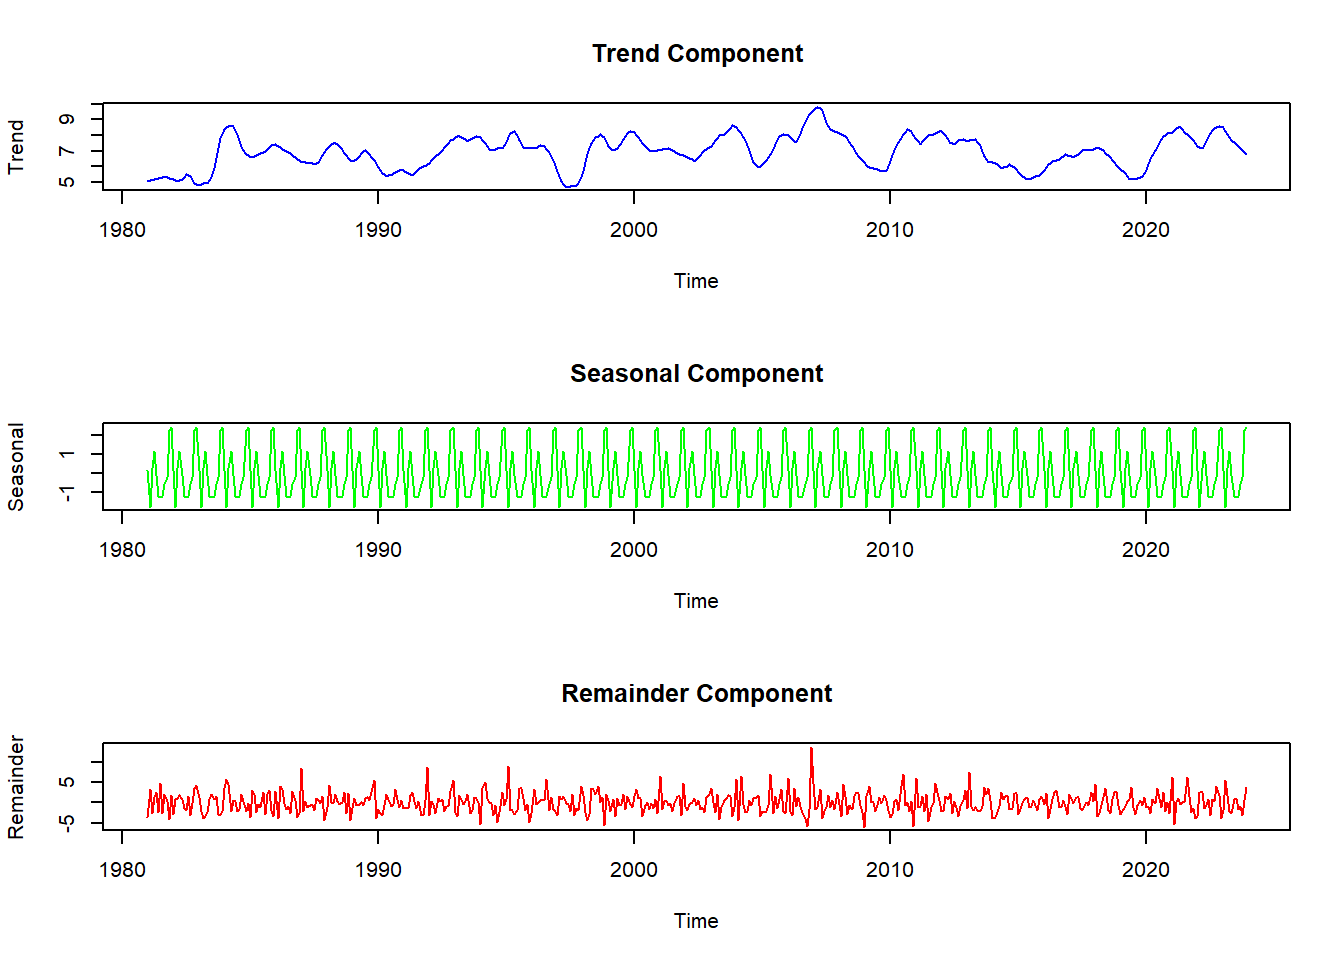 Trend Component
Trend
9
7
5
1980 1990 2000 2010 2020
Time
Seasonal Component
Seasonal
1
-1
1980 1990 2000 2010 2020
Time
Remainder Component
Remainder
5
-5
1980 1990 2000 2010 2020
Time